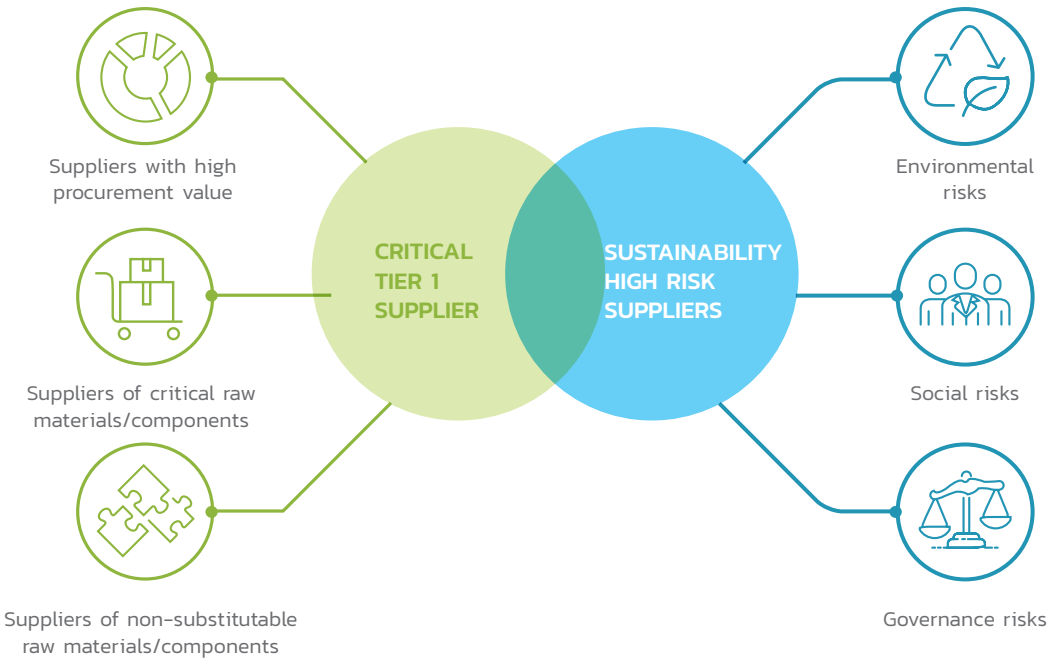 Suppliers with high
procurement value
Suppliers of critical raw
materials/components
Suppliers of non-substitutable
raw materials/components
CRITICAL
TIER 1
SUPPLIER
SUSTAINABILITY
HIGH RISK
SUPPLIERS
Environmental
risks
Social risks
Governance risks